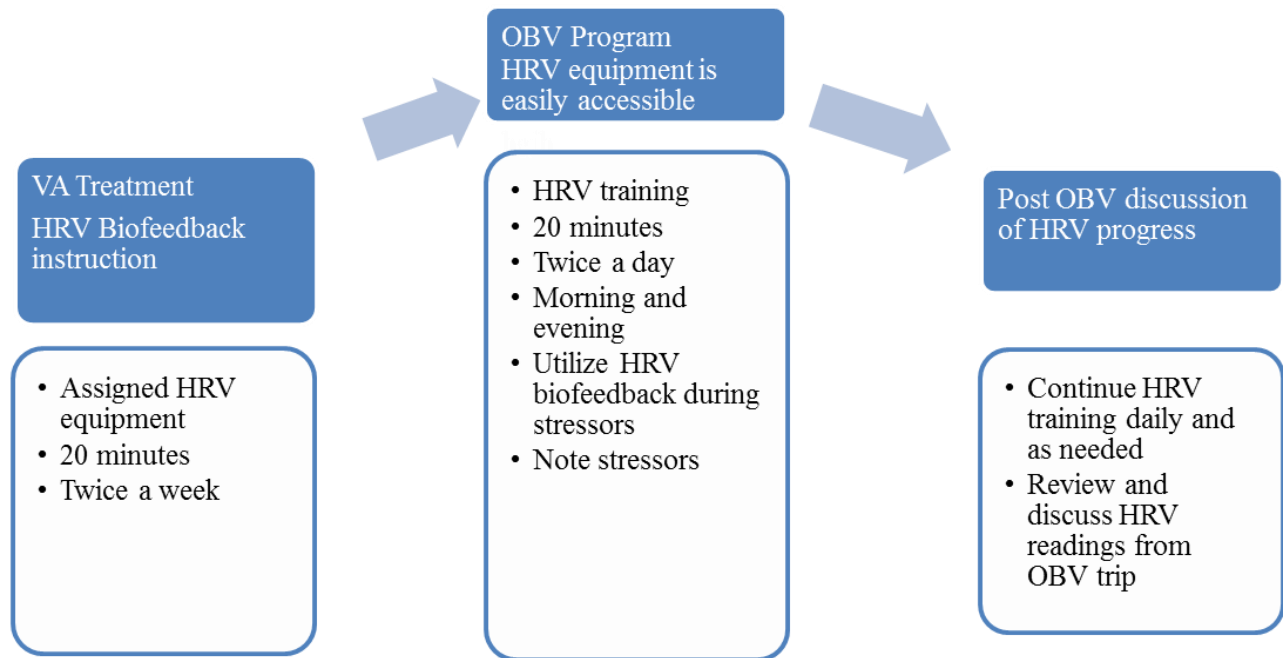 VA Treatment
HRV Biofeedback
instruction
• Assigned HRV
equipment
• 20 minutes
• Twice a week
OBV Program
HRV equipment is
easily accessible
• HRV training
• 20 minutes
• Twice a day
• Morning and
evening
• Utilize HRV
biofeedback during
stressors
• Note stressors
Post OBV discussion
of HRV progress
• Continue HRV
training daily and
as needed
• Review and
discuss HRV
readings from
OBV trip